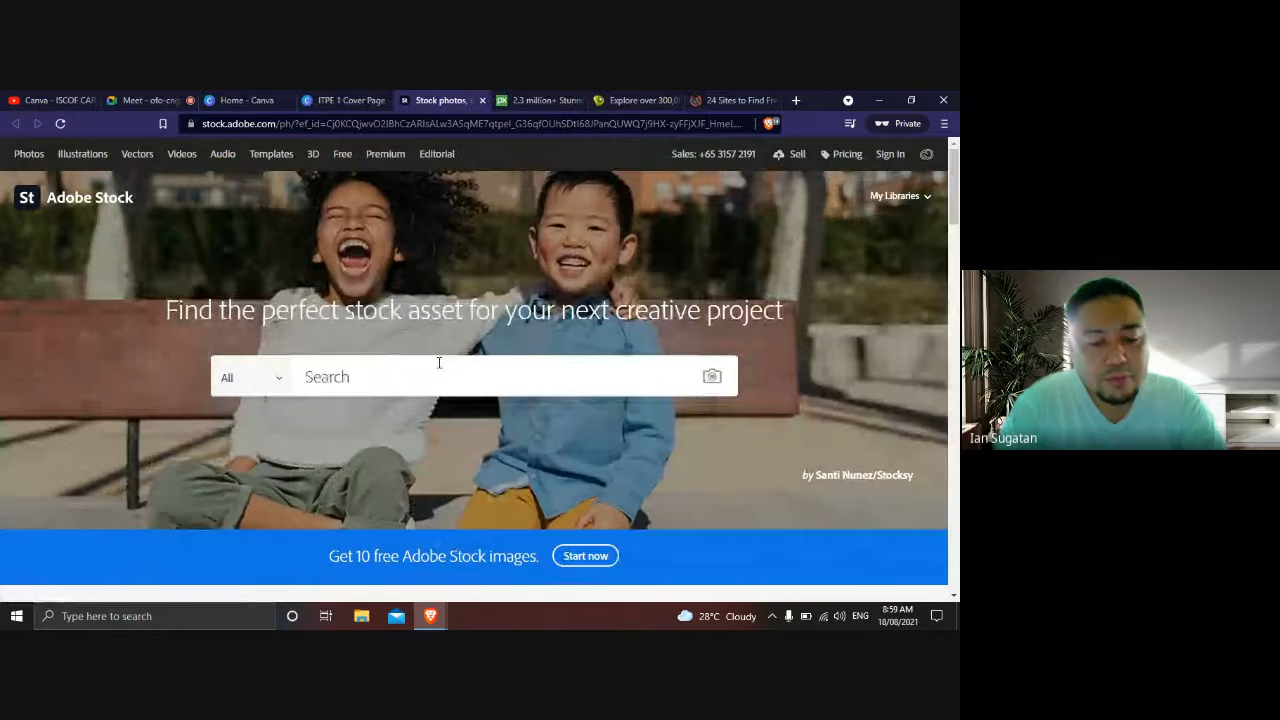 Canva - ISCOF CAR
Meet - ofo-cng
Home - Canva
ITPE 1 Cover Page
Stock photos,
2.3 million+ Stunn
Explore over 300,0
24 Sites to Find Fre
Private
Photos Illustrations Vectors Videos Audio Templates 3D Free Premium Editorial Sales: +65 3157 2191 Sell Pricing Sign In
St Adobe Stock
My Libraries
Find the perfect stock asset for your next creative project
All Search
by Santi Nunez/Stocksy
Get 10 free Adobe Stock images. Start now
Type here to search
28°C Cloudy
ENG
8:59 AM
18/08/2021
Ian Sugatan